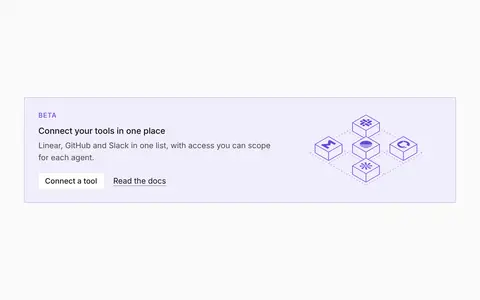 BETA
Connect your tools in one place
Linear, GitHub and Slack in one list, with access you can scope
for each agent.
Connect a tool Read the docs